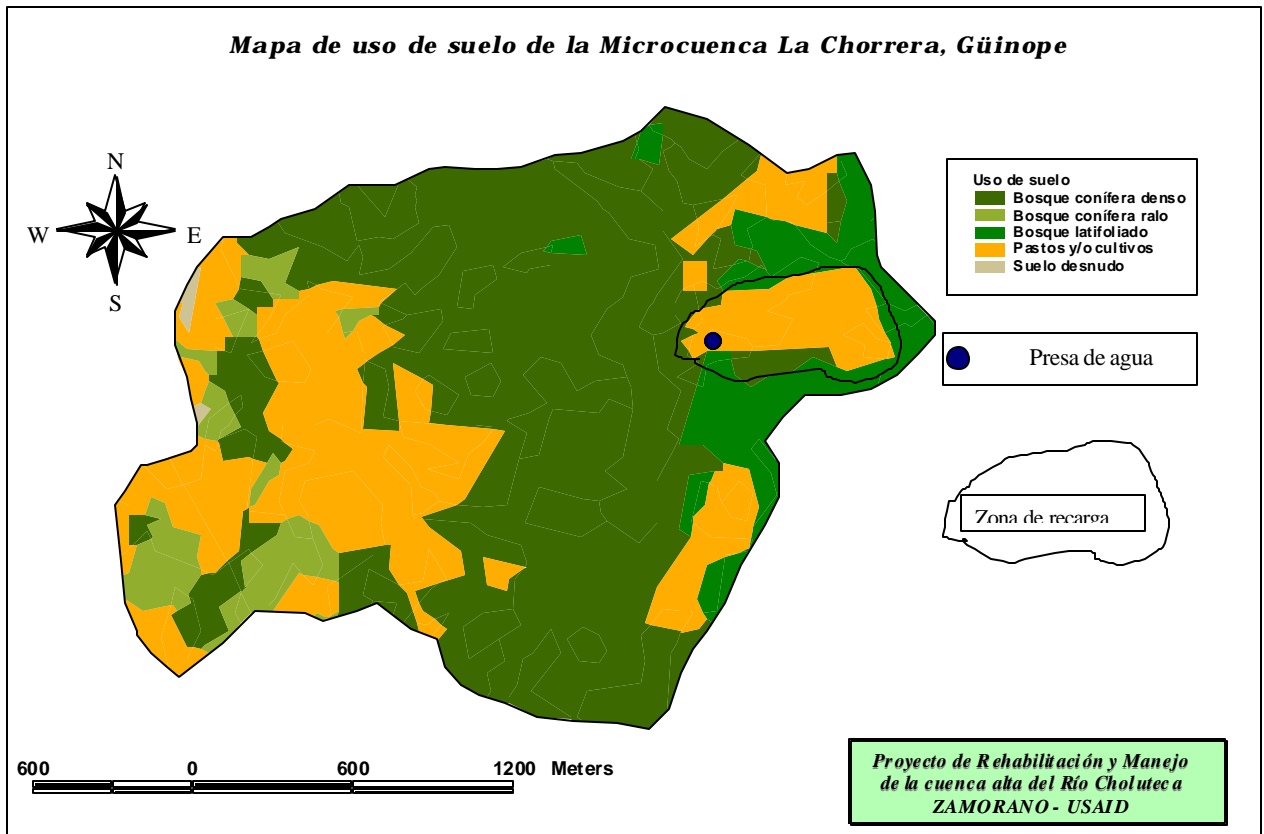 Mapa de uso de suelo de la Microcuenca La Chorrera, Güinope
N
W E
S
Uso de suelo
Bosque conífera denso
Bosque conífera ralo
Bosque latifoliado
Pastos y/o cultivos
Suelo desnudo
Presa de agua
Zona de recarga
600 0 600 1200 Meters
Proyecto de Rehabilitación y Manejo
de la cuenca alta del Río Choluteca
ZAMORANO - USAID